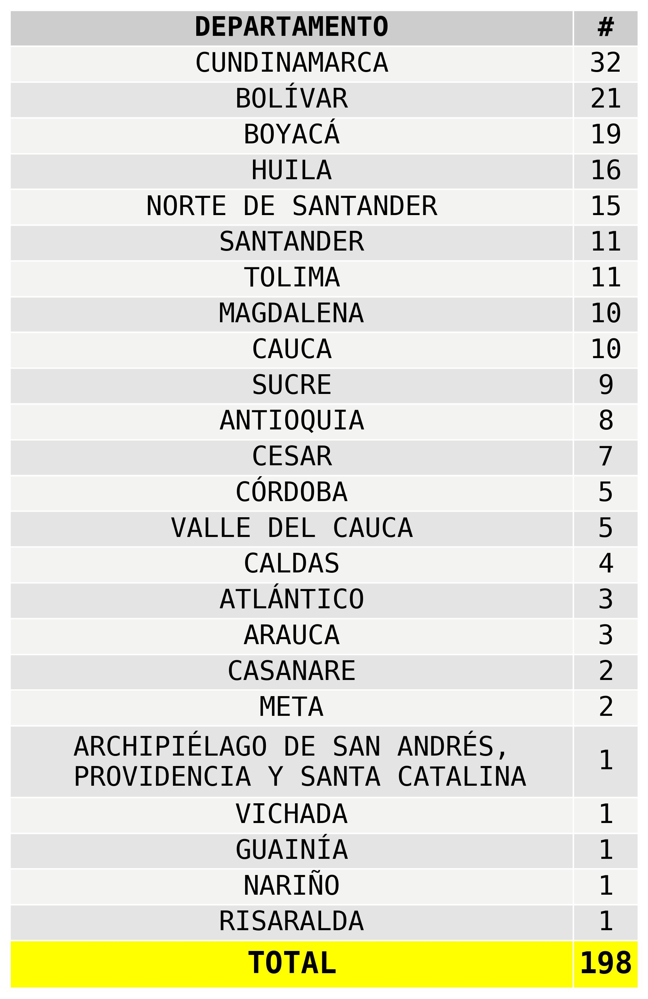 DEPARTAMENTO #
CUNDINAMARCA 32
BOLÍVAR 21
BOYACÁ 19
HUILA 16
NORTE DE SANTANDER 15
SANTANDER 11
TOLIMA 11
MAGDALENA 10
CAUCA 10
SUCRE 9
ANTIOQUIA 8
CESAR 7
CÓRDOBA 5
VALLE DEL CAUCA 5
CALDAS 4
ATLÁNTICO 3
ARAUCA 3
CASANARE 2
META 2
ARCHIPIÉLAGO DE SAN ANDRÉS,
PROVIDENCIA Y SANTA CATALINA 1
VICHADA 1
GUAINÍA 1
NARIÑO 1
RISARALDA 1
TOTAL 198